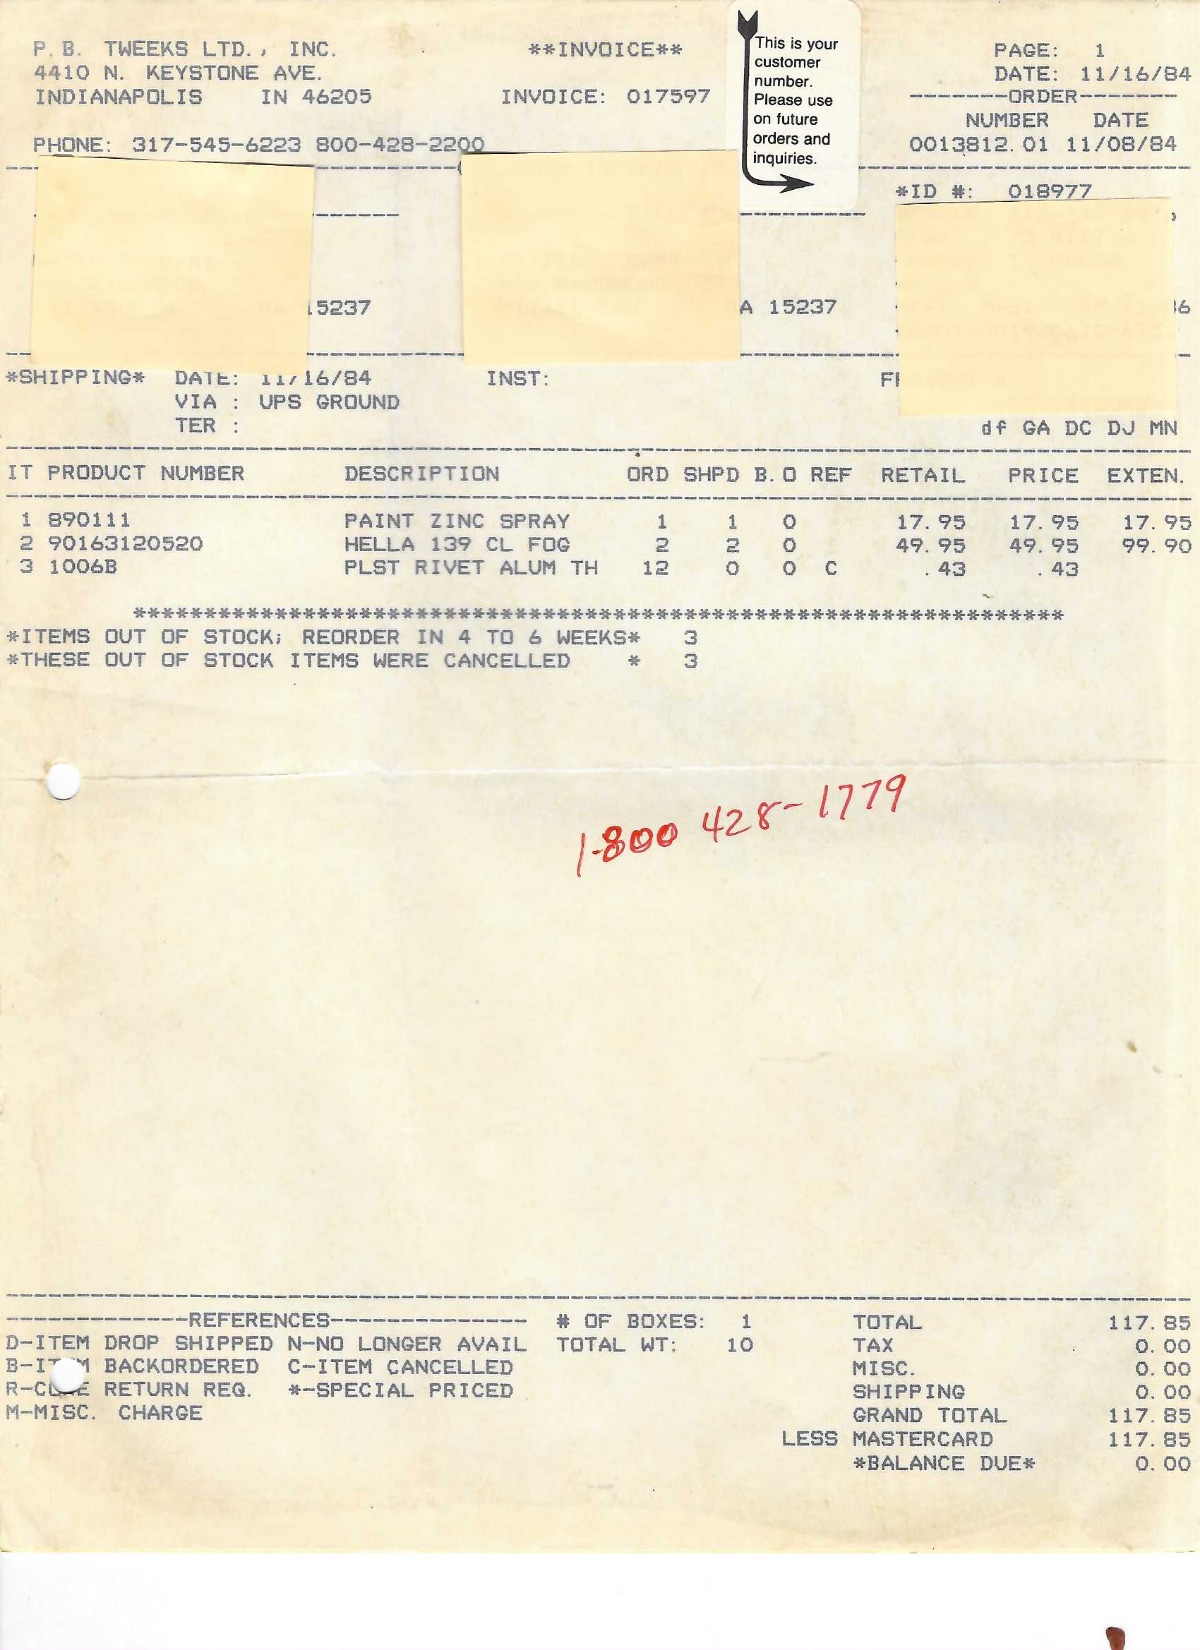 P.B. TWEEKS LTD., INC. **INVOICE** PAGE: 1
4410 N. KEYSTONE AVE. DATE: 11/16/84
INDIANAPOLIS IN 46205 INVOICE: 017597 -------ORDER-------
NUMBER DATE
PHONE: 317-545-6223 800-428-2200 0013812.01 11/08/84
This is your
customer
number.
Please use
on future
orders and
inquiries.
*ID #: 018977
15237 A 15237
*SHIPPING* DATE: 11/16/84 INST:
VIA : UPS GROUND
TER : df GA DC DJ MN
IT PRODUCT NUMBER DESCRIPTION ORD SHPD B.O REF RETAIL PRICE EXTEN.
1 890111 PAINT ZINC SPRAY 1 1 0 17.95 17.95 17.95
2 90163120520 HELLA 139 CL FOG 2 2 0 49.95 49.95 99.90
3 1006B PLST RIVET ALUM TH 12 0 0 C .43 .43
******************************************************************
*ITEMS OUT OF STOCK; REORDER IN 4 TO 6 WEEKS* 3
*THESE OUT OF STOCK ITEMS WERE CANCELLED * 3
1-800 428-1779
-------------REFERENCES-------------- # OF BOXES: 1 TOTAL 117.85
D-ITEM DROP SHIPPED N-NO LONGER AVAIL TOTAL WT: 10 TAX 0.00
B-ITEM BACKORDERED C-ITEM CANCELLED MISC. 0.00
R-CORE RETURN REQ. *-SPECIAL PRICED SHIPPING 0.00
M-MISC. CHARGE GRAND TOTAL 117.85
LESS MASTERCARD 117.85
*BALANCE DUE* 0.00